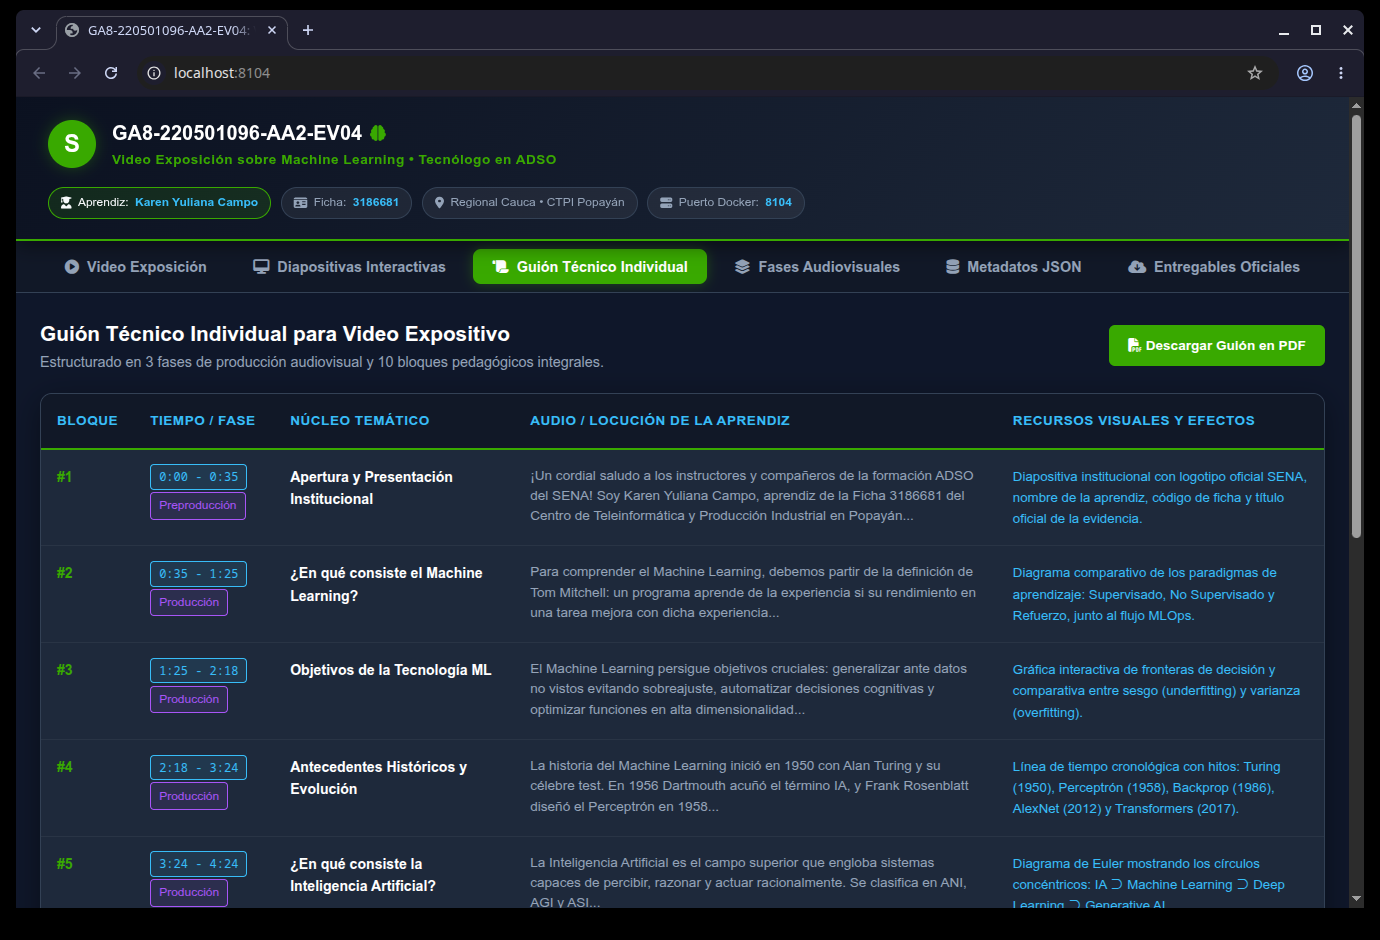 GA8-220501096-AA2-EV04:
localhost:8104
S
GA8-220501096-AA2-EV04
Video Exposición sobre Machine Learning • Tecnólogo en ADSO
Aprendiz: Karen Yuliana Campo
Ficha: 3186681
Regional Cauca • CTPI Popayán
Puerto Docker: 8104
Video Exposición
Diapositivas Interactivas
Guión Técnico Individual
Fases Audiovisuales
Metadatos JSON
Entregables Oficiales
Guión Técnico Individual para Video Expositivo
Estructurado en 3 fases de producción audiovisual y 10 bloques pedagógicos integrales.
Descargar Guión en PDF
BLOQUE
TIEMPO / FASE
NÚCLEO TEMÁTICO
AUDIO / LOCUCIÓN DE LA APRENDIZ
RECURSOS VISUALES Y EFECTOS
#1
0:00 - 0:35
Preproducción
Apertura y Presentación
Institucional
¡Un cordial saludo a los instructores y compañeros de la formación ADSO
del SENA! Soy Karen Yuliana Campo, aprendiz de la Ficha 3186681 del
Centro de Teleinformática y Producción Industrial en Popayán...
Diapositiva institucional con logotipo oficial SENA,
nombre de la aprendiz, código de ficha y título
oficial de la evidencia.
#2
0:35 - 1:25
Producción
¿En qué consiste el Machine
Learning?
Para comprender el Machine Learning, debemos partir de la definición de
Tom Mitchell: un programa aprende de la experiencia si su rendimiento en
una tarea mejora con dicha experiencia...
Diagrama comparativo de los paradigmas de
aprendizaje: Supervisado, No Supervisado y
Refuerzo, junto al flujo MLOps.
#3
1:25 - 2:18
Producción
Objetivos de la Tecnología ML
El Machine Learning persigue objetivos cruciales: generalizar ante datos
no vistos evitando sobreajuste, automatizar decisiones cognitivas y
optimizar funciones en alta dimensionalidad...
Gráfica interactiva de fronteras de decisión y
comparativa entre sesgo (underfitting) y varianza
(overfitting).
#4
2:18 - 3:24
Producción
Antecedentes Históricos y
Evolución
La historia del Machine Learning inició en 1950 con Alan Turing y su
célebre test. En 1956 Dartmouth acuñó el término IA, y Frank Rosenblatt
diseñó el Perceptrón en 1958...
Línea de tiempo cronológica con hitos: Turing
(1950), Perceptrón (1958), Backprop (1986),
AlexNet (2012) y Transformers (2017).
#5
3:24 - 4:24
Producción
¿En qué consiste la
Inteligencia Artificial?
La Inteligencia Artificial es el campo superior que engloba sistemas
capaces de percibir, razonar y actuar racionalmente. Se clasifica en ANI,
AGI y ASI...
Diagrama de Euler mostrando los círculos
concéntricos: IA ⊃ Machine Learning ⊃ Deep
Learning ⊃ Generative AI.